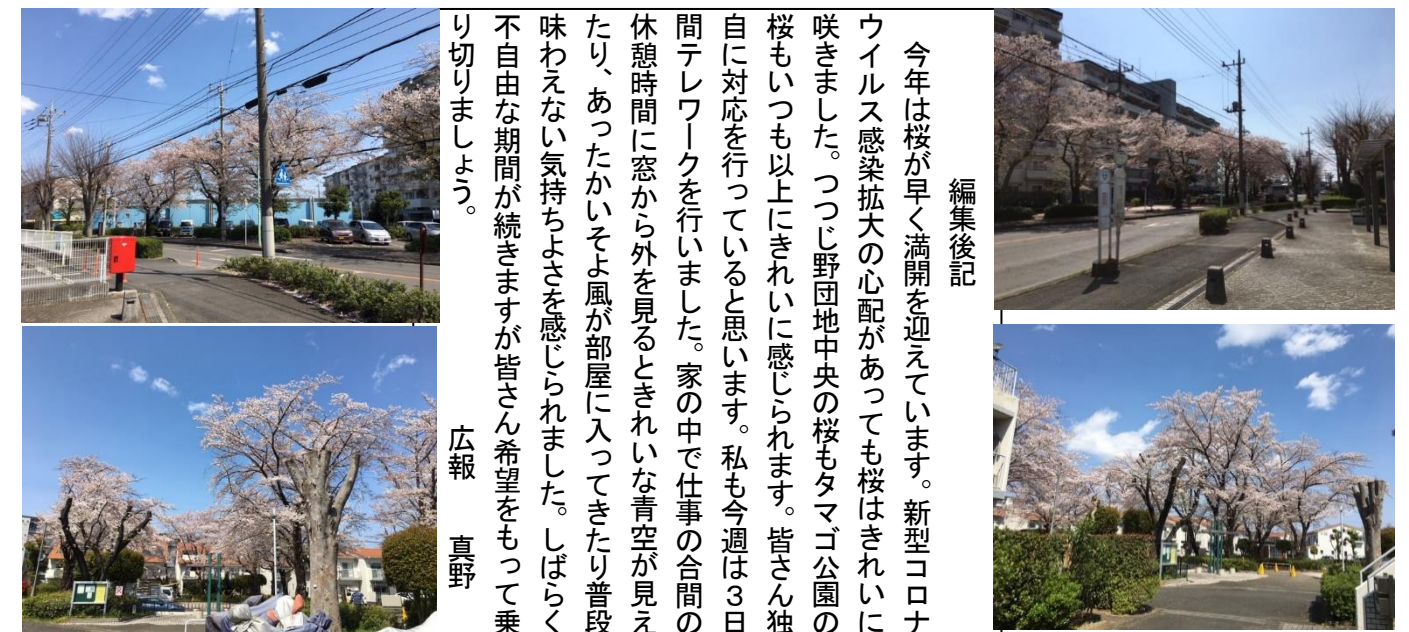 編集後記
今年は桜が早く満開を迎えています。新型コロナ
ウイルス感染拡大の心配があっても桜はきれいに
咲きました。つつじ野団地中央の桜もタマゴ公園の
桜もいつも以上にきれいに感じられます。皆さん独
自に対応を行っていると思います。私も今週は3日
間テレワークを行いました。家の中で仕事の合間の
休憩時間に窓から外を見るときれいな青空が見え
たり、あったかいそよ風が部屋に入ってきたり普段
味わえない気持ちよさを感じられました。しばらく
不自由な期間が続きますが皆さん希望をもって乗
り切りましょう。
広報 真野